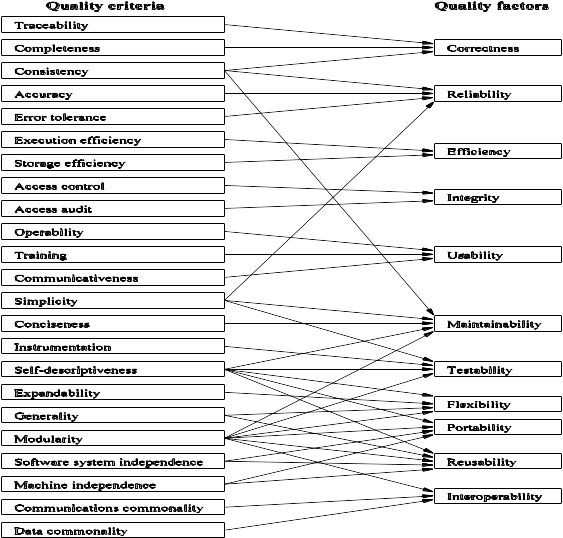 Quality criteria
Quality factors
Traceability
Completeness
Consistency
Accuracy
Error tolerance
Execution efficiency
Storage efficiency
Access control
Access audit
Operability
Training
Communicativeness
Simplicity
Conciseness
Instrumentation
Self-descriptiveness
Expandability
Generality
Modularity
Software system independence
Machine independence
Communications commonality
Data commonality
Correctness
Reliability
Efficiency
Integrity
Usability
Maintainability
Testability
Flexibility
Portability
Reusability
Interoperability